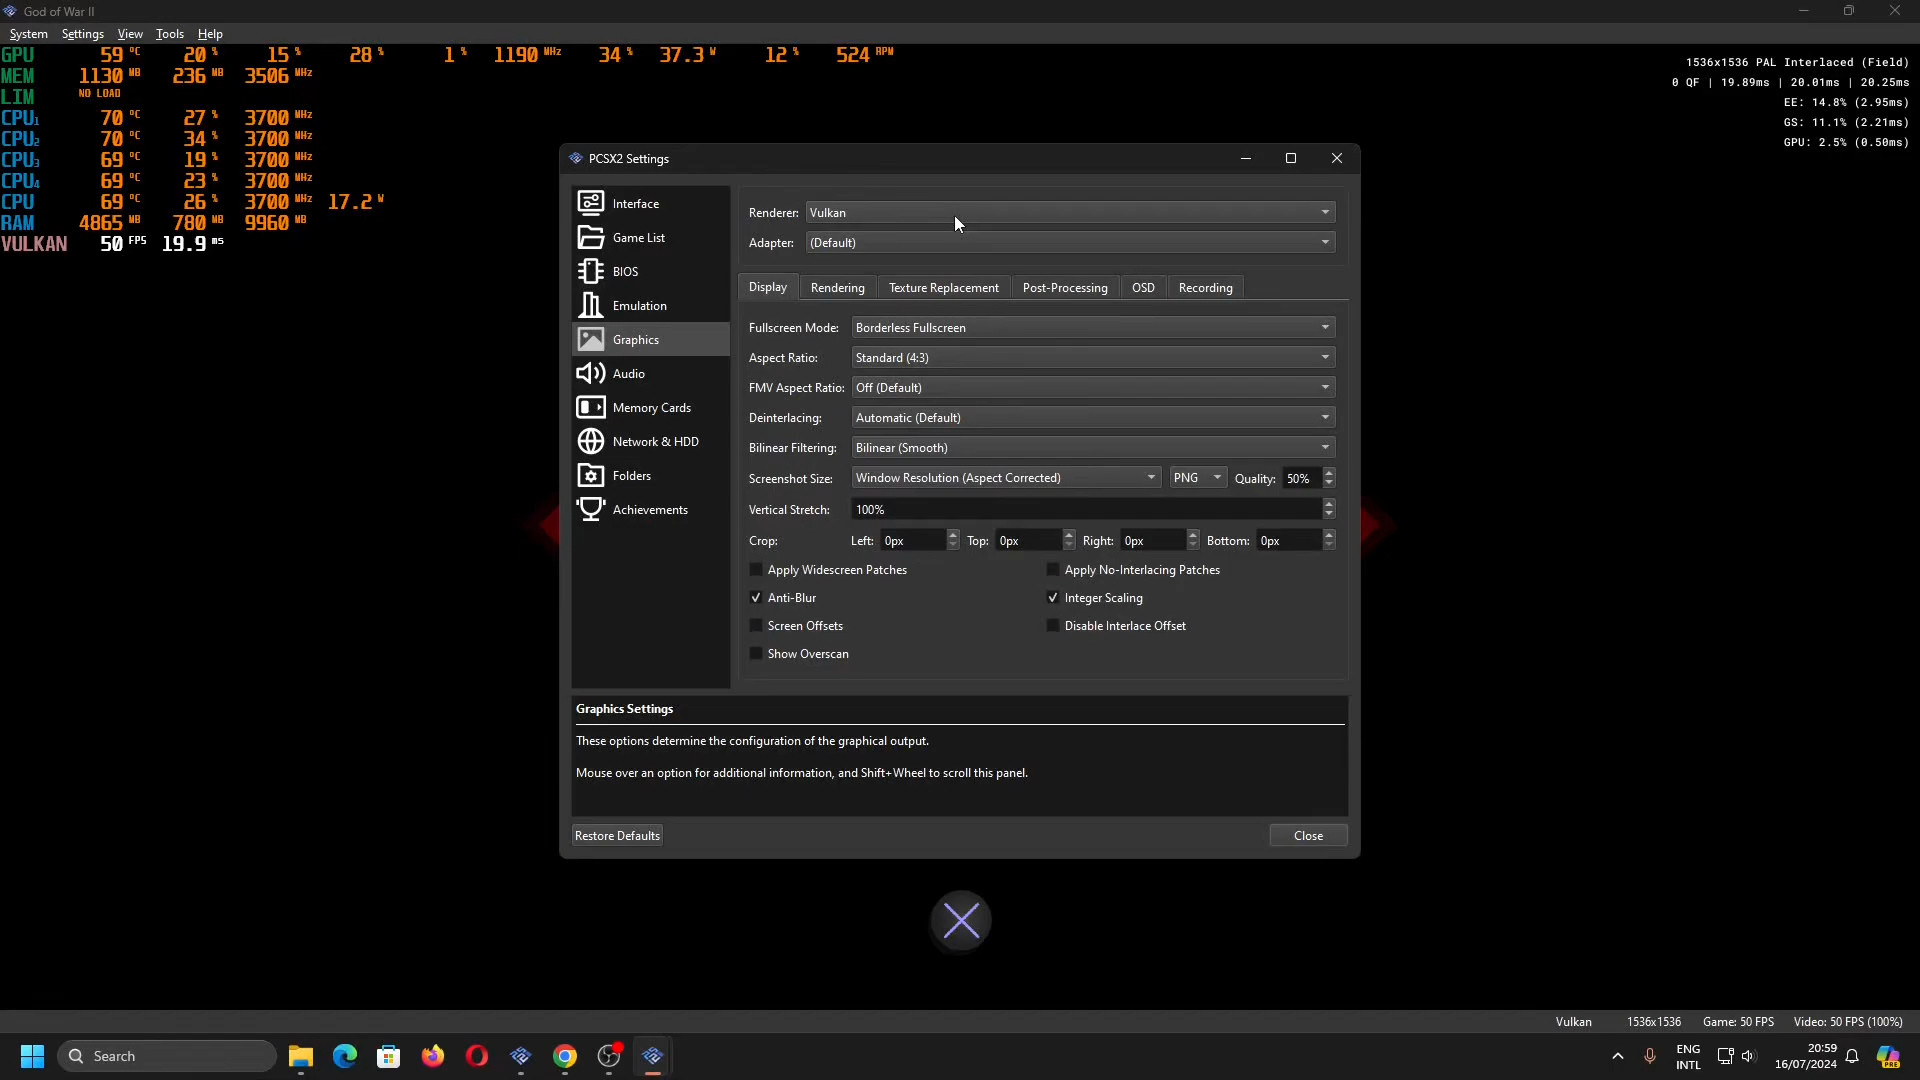 God of War II
System Settings View Tools Help
GPU 59 °C 20 % 15 % 28 % 1 % 1190 MHz 34 % 37.3 W 12 % 524 RPM
MEM 1130 MB 236 MB 3506 MHz
LIM NO LOAD
CPU1 70 °C 27 % 3700 MHz
CPU2 70 °C 34 % 3700 MHz
CPU3 69 °C 19 % 3700 MHz
CPU4 69 °C 23 % 3700 MHz
CPU 69 °C 26 % 3700 MHz 17.2 W
RAM 4865 MB 780 MB 9960 MB
VULKAN 50 FPS 19.9 ms
1536x1536 PAL Interlaced (Field)
0 QF | 19.89ms | 20.01ms | 20.25ms
EE: 14.8% (2.95ms)
GS: 11.1% (2.21ms)
GPU: 2.5% (0.50ms)
PCSX2 Settings
Interface
Game List
BIOS
Emulation
Graphics
Audio
Memory Cards
Network & HDD
Folders
Achievements
Renderer: Vulkan
Adapter: (Default)
Display Rendering Texture Replacement Post-Processing OSD Recording
Fullscreen Mode: Borderless Fullscreen
Aspect Ratio: Standard (4:3)
FMV Aspect Ratio: Off (Default)
Deinterlacing: Automatic (Default)
Bilinear Filtering: Bilinear (Smooth)
Screenshot Size: Window Resolution (Aspect Corrected) PNG Quality: 50%
Vertical Stretch: 100%
Crop: Left: 0px Top: 0px Right: 0px Bottom: 0px
Apply Widescreen Patches Apply No-Interlacing Patches
Anti-Blur Integer Scaling
Screen Offsets Disable Interlace Offset
Show Overscan
Graphics Settings
These options determine the configuration of the graphical output.
Mouse over an option for additional information, and Shift+Wheel to scroll this panel.
Restore Defaults Close
Vulkan 1536x1536 Game: 50 FPS Video: 50 FPS (100%)
Search
ENG
INTL
20:59
16/07/2024
PRE